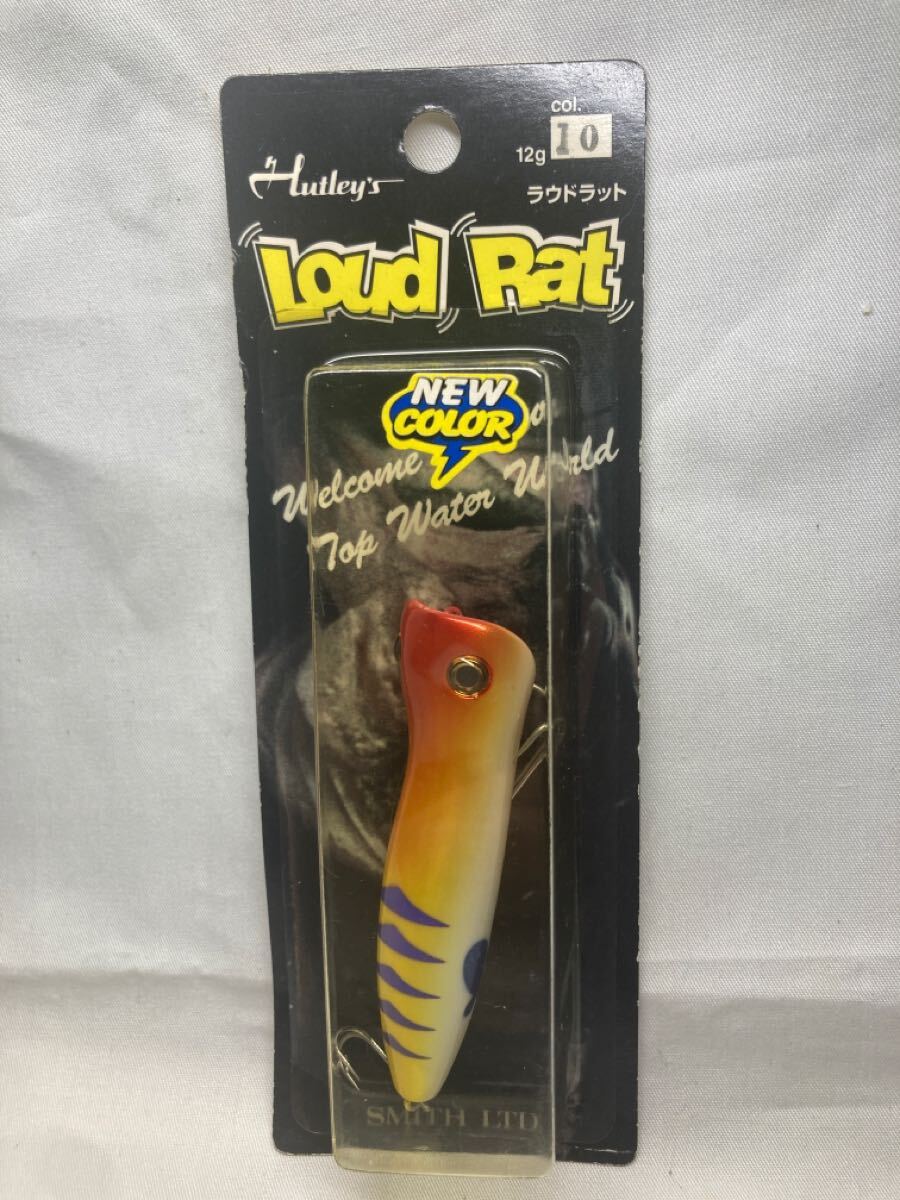 col.
12g 10
Hutley's
ラウドラット
Loud Rat
NEW
COLOR
Welcome
Top Water World
SMITH LTD